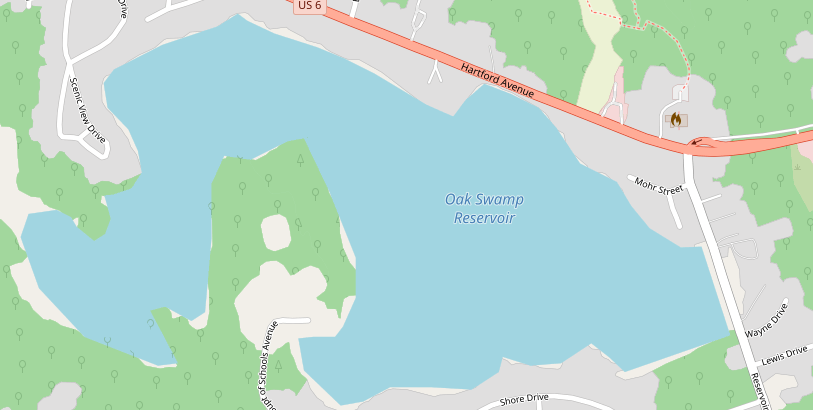 Drive
US 6
Hartford Avenue
Scenic View Drive
Mohr Street
Oak Swamp
Reservoir
Wayne Drive
Lewis Drive
of Schools Avenue
Shore Drive
Reservoir